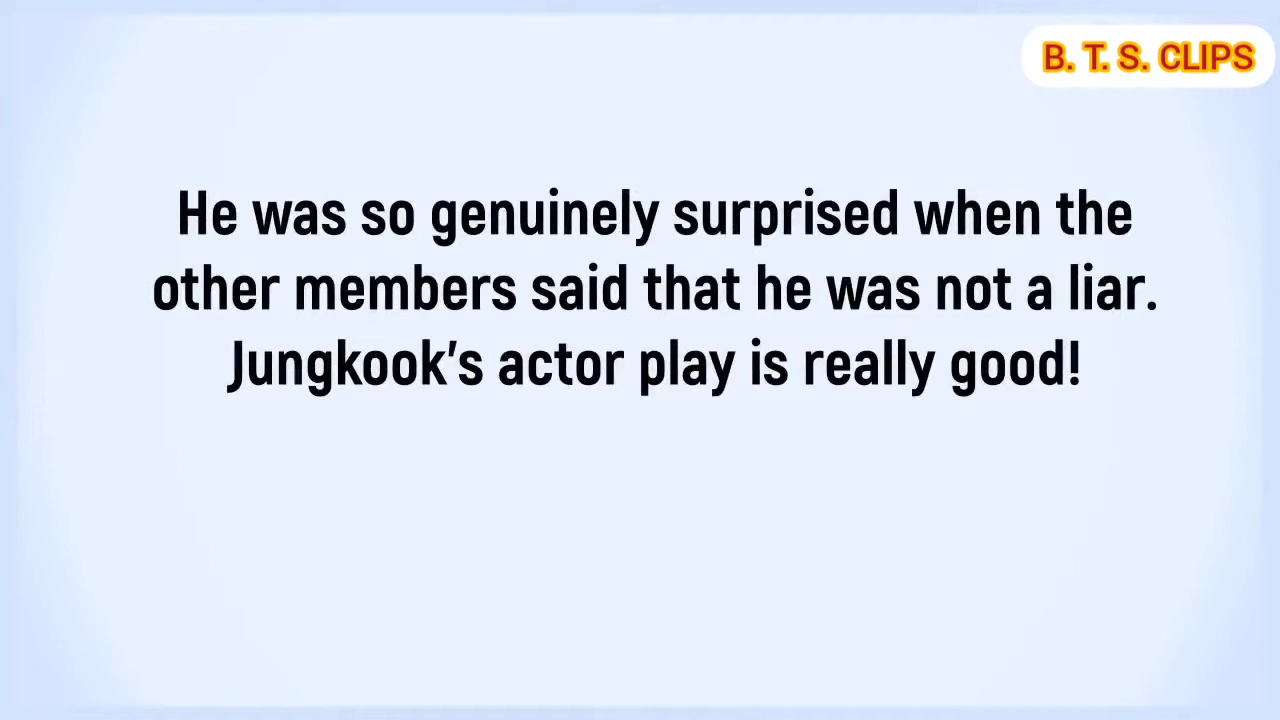 B. T. S. CLIPS
He was so genuinely surprised when the
other members said that he was not a liar.
Jungkook's actor play is really good!